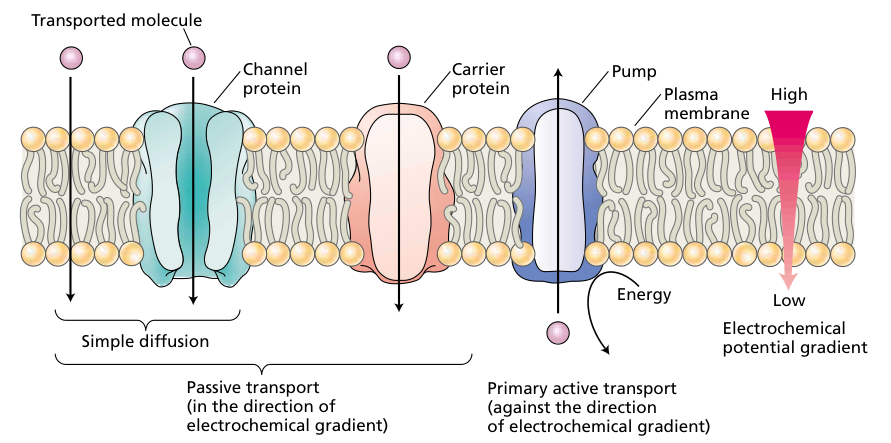 Transported molecule
Channel
protein
Carrier
protein
Pump
Plasma
membrane
High
Energy
Low
Electrochemical
potential gradient
Simple diffusion
Passive transport
(in the direction of
electrochemical gradient)
Primary active transport
(against the direction
of electrochemical gradient)